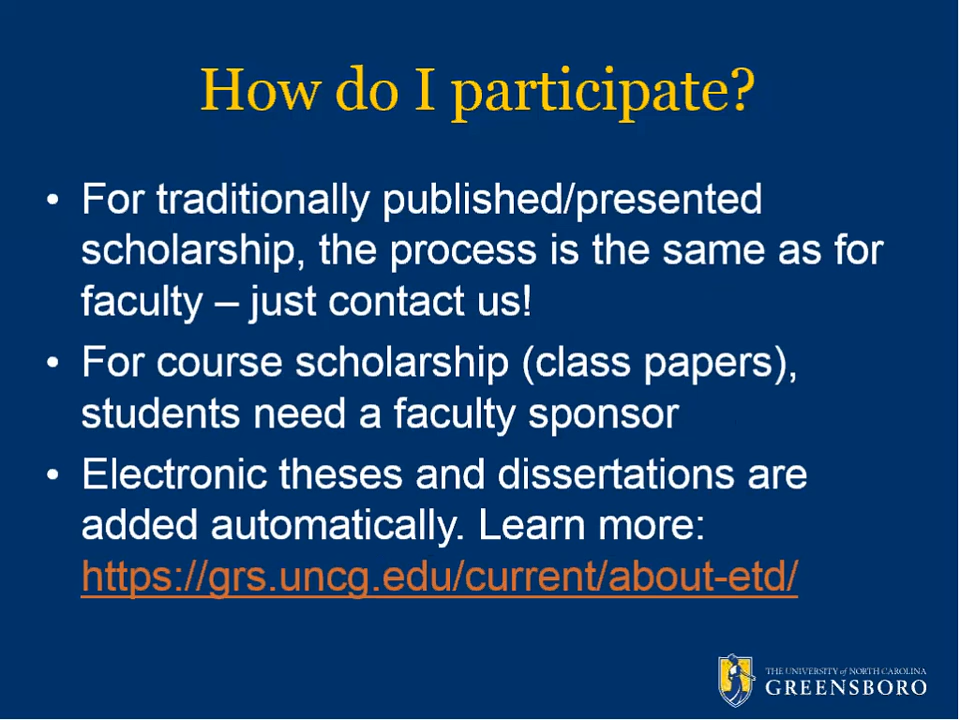 How do I participate?
• For traditionally published/presented
scholarship, the process is the same as for
faculty – just contact us!
• For course scholarship (class papers),
students need a faculty sponsor
• Electronic theses and dissertations are
added automatically. Learn more:
https://grs.uncg.edu/current/about-etd/
THE UNIVERSITY of NORTH CAROLINA
GREENSBORO